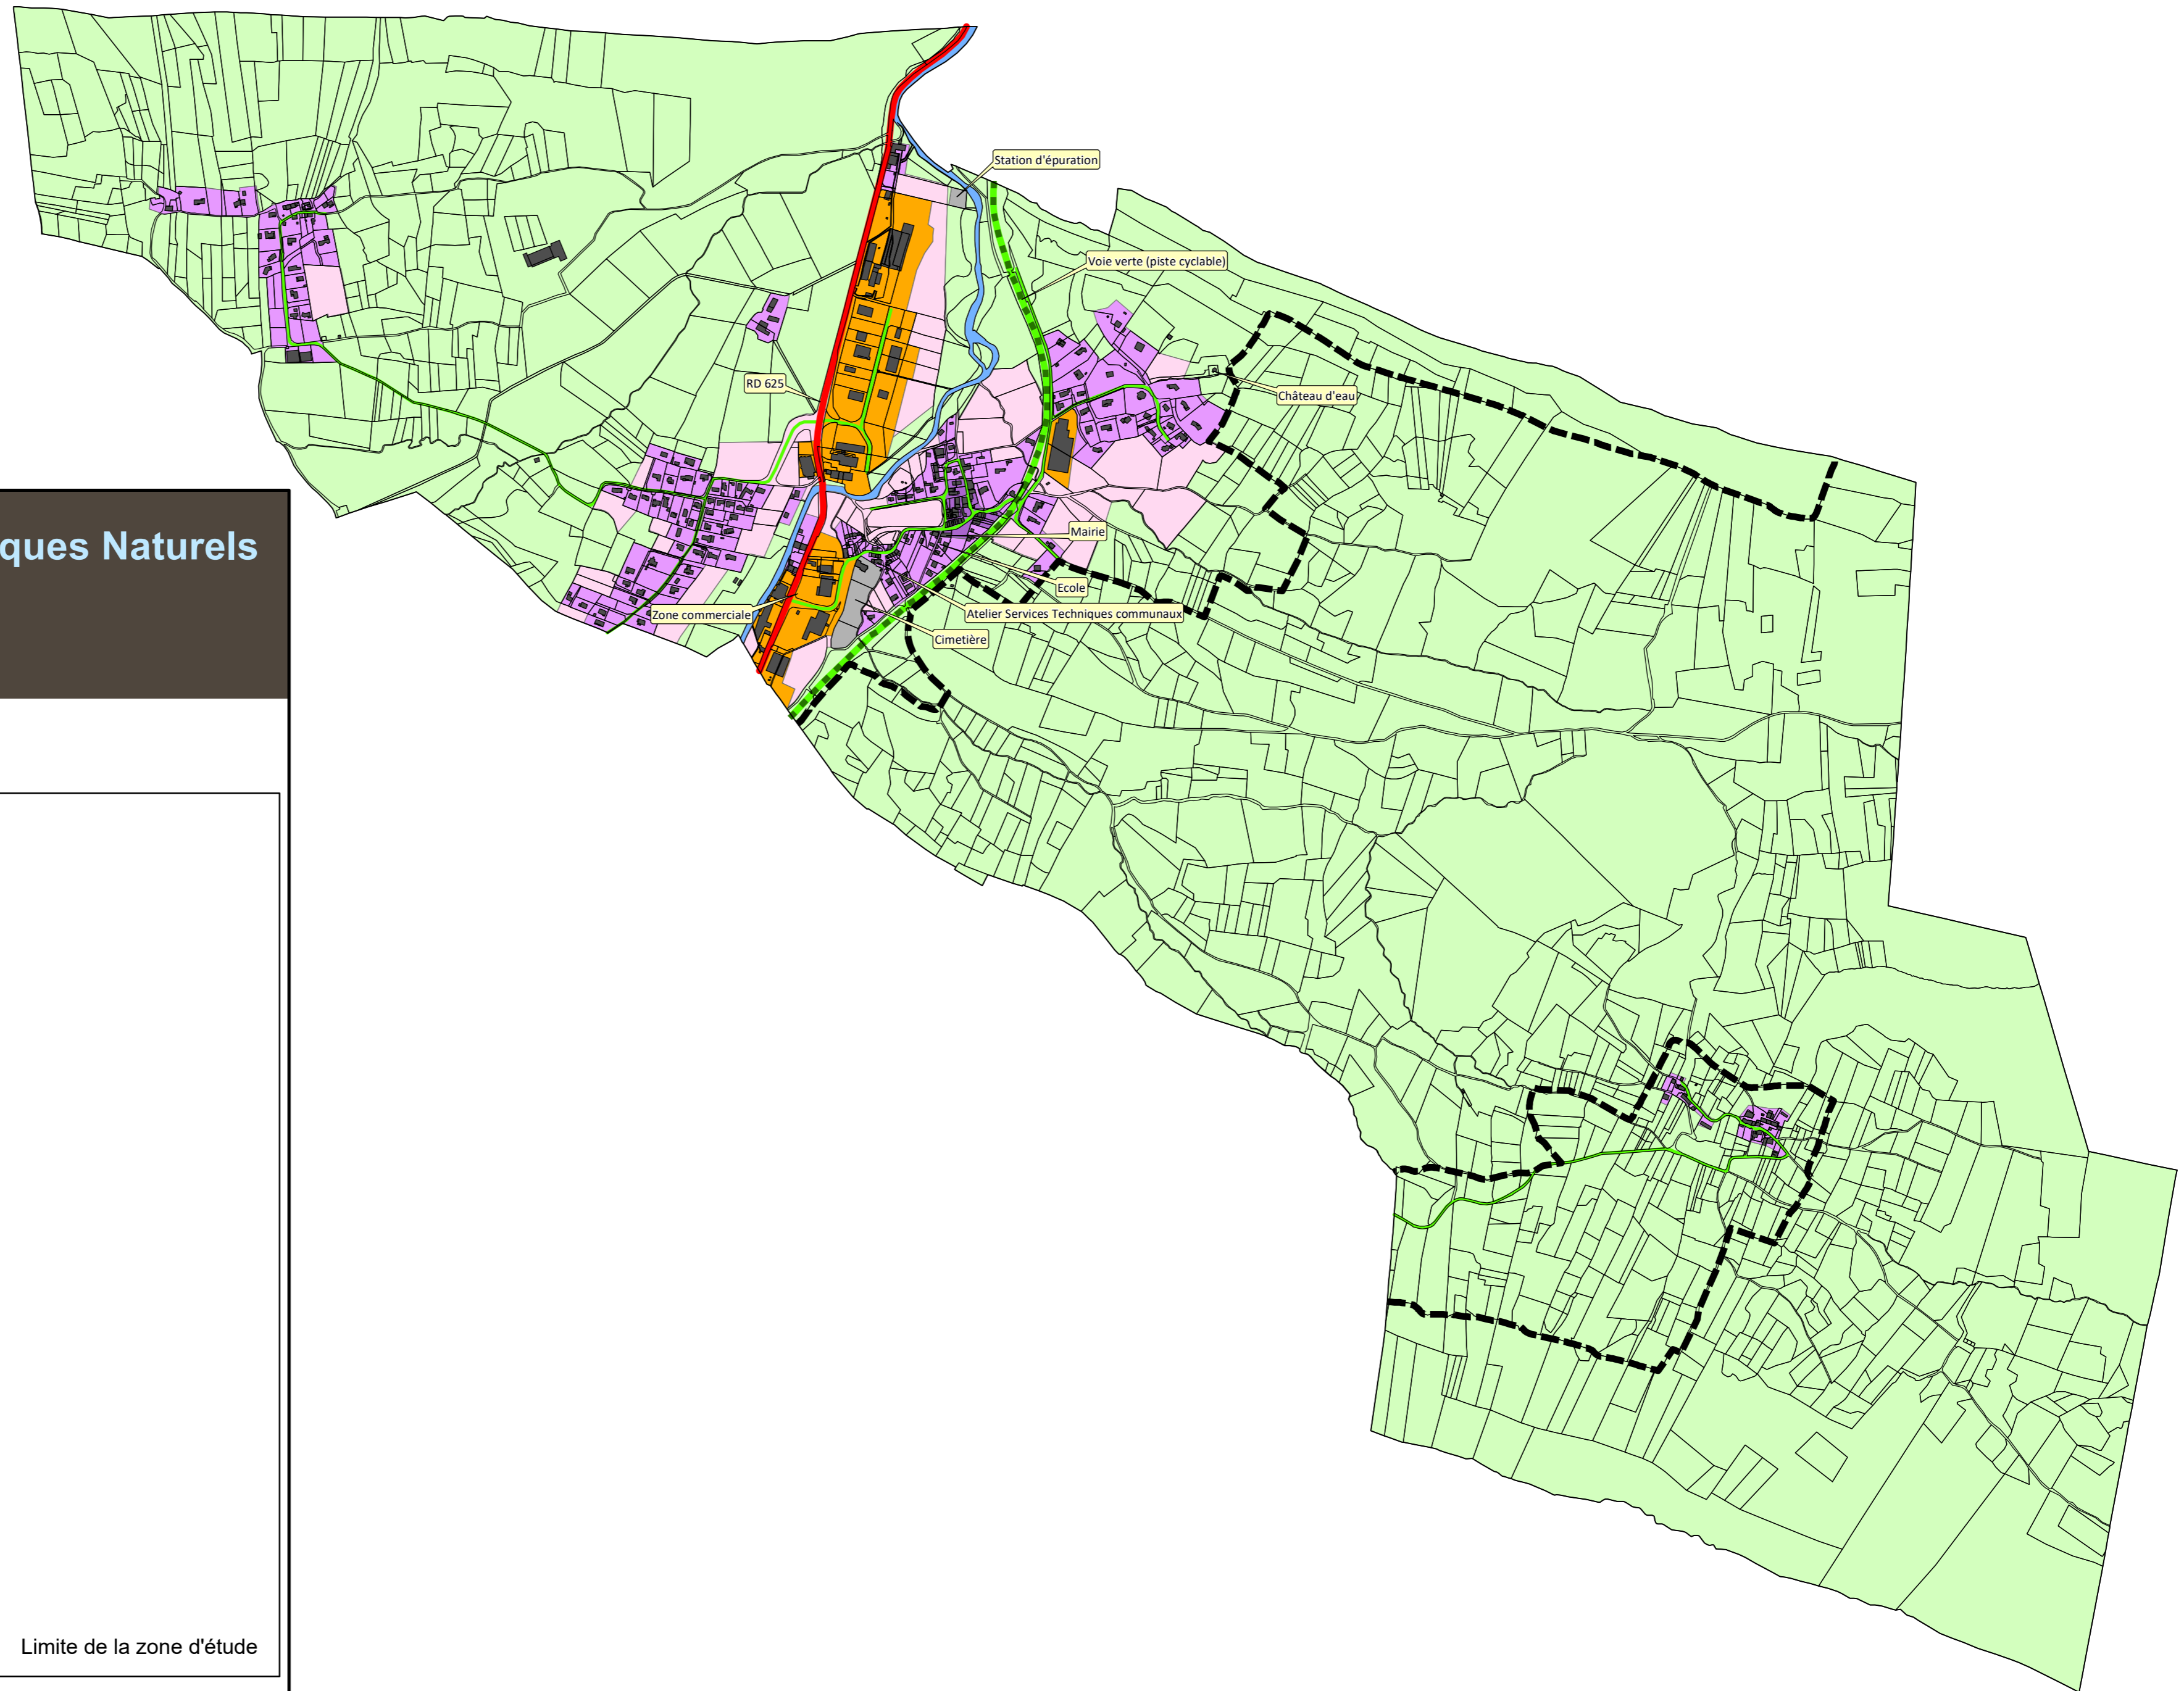 Station d'épuration
Voie verte (piste cyclable)
RD 625
Château d'eau
ques Naturels
Mairie
Ecole
Zone commerciale
Atelier Services Techniques communaux
Cimetière
Limite de la zone d'étude